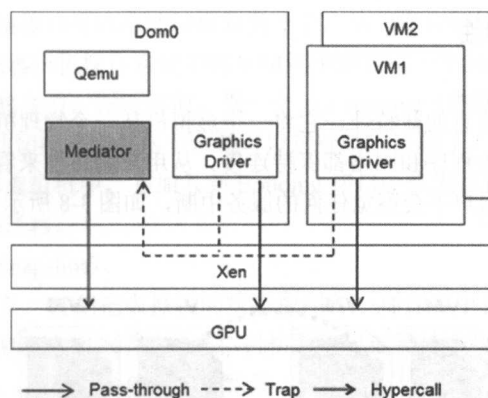 Dom0
VM2
VM1
Qemu
Mediator
Graphics
Driver
Graphics
Driver
Xen
GPU
Pass-through
Trap
Hypercall